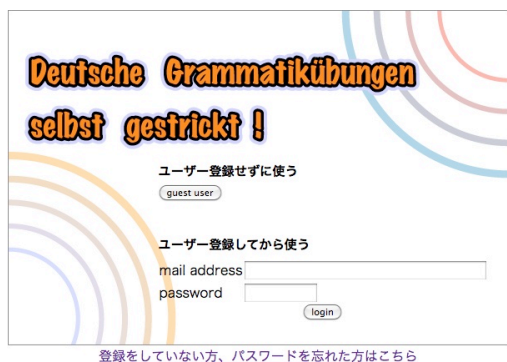 Deutsche Grammatikübungen
selbst gestrickt !
ユーザー登録せずに使う
guest user
ユーザー登録してから使う
mail address
password
login
登録をしていない方、パスワードを忘れた方はこちら